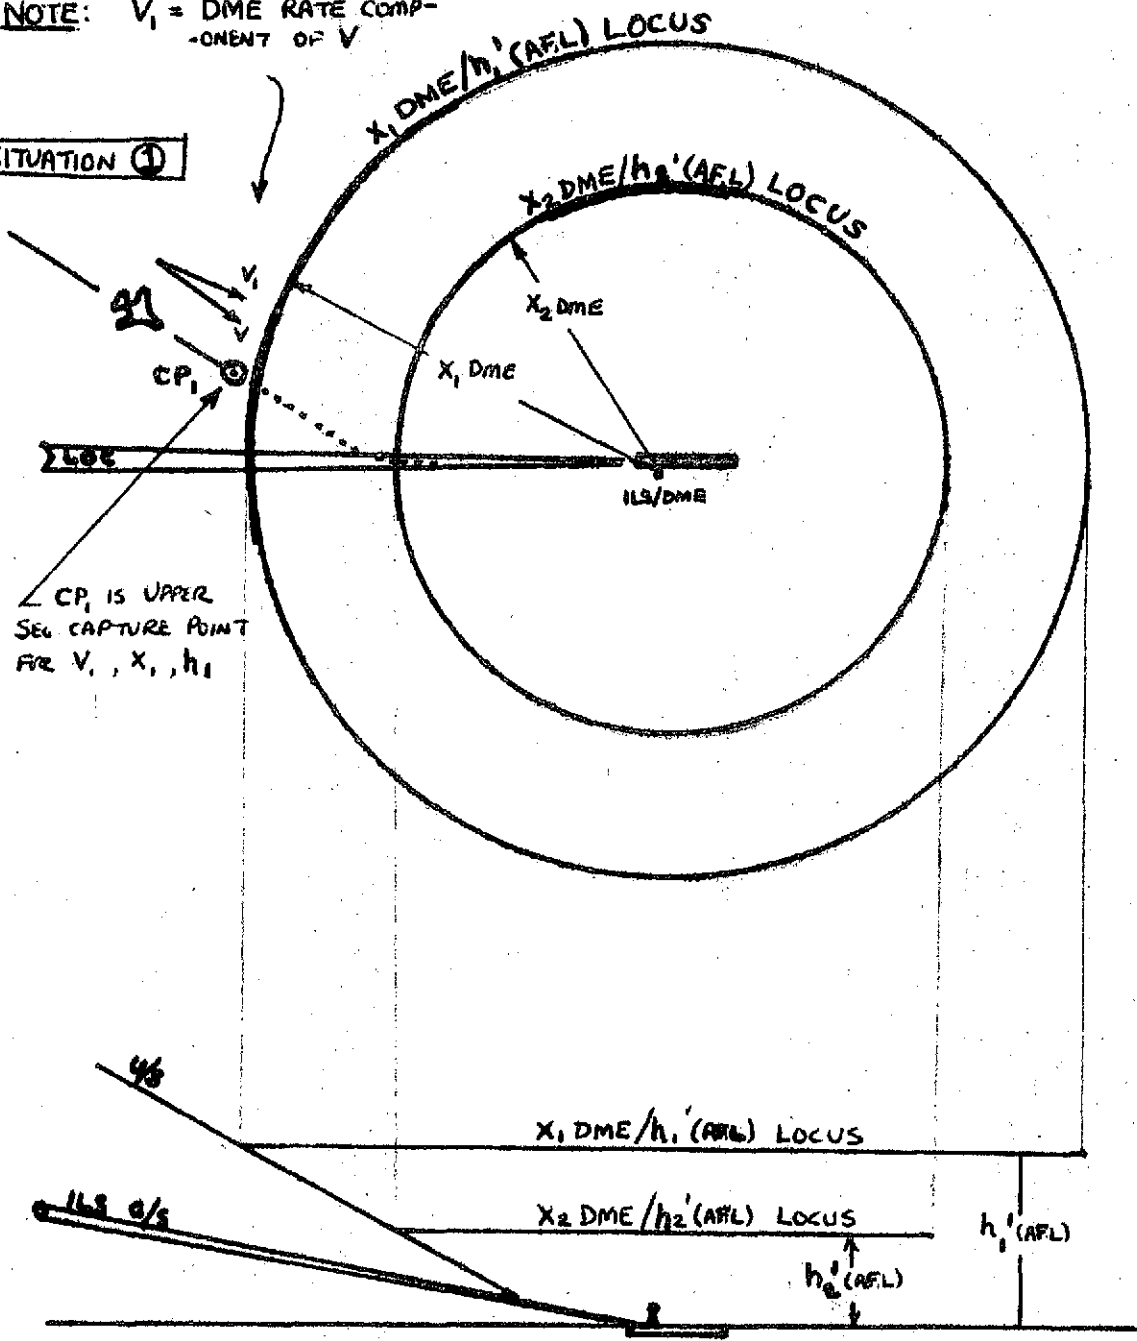 NOTE: V₁ = DME RATE COMP-
-ONENT OF V
ITUATION ①
X₁ DME/h₁'(AFL) LOCUS
X₂ DME/h₂'(AFL) LOCUS
V₁
V
X₂ DME
X₁ DME
CP₁
LOC
ILS/DME
∠ CP₁ IS UPPER
SEG CAPTURE POINT
FOR V₁, X₁, h₁
U/S
X₁ DME/h₁'(AFL) LOCUS
ILS G/S
X₂ DME/h₂'(AFL) LOCUS
h₁'(AFL)
h₂'(AFL)